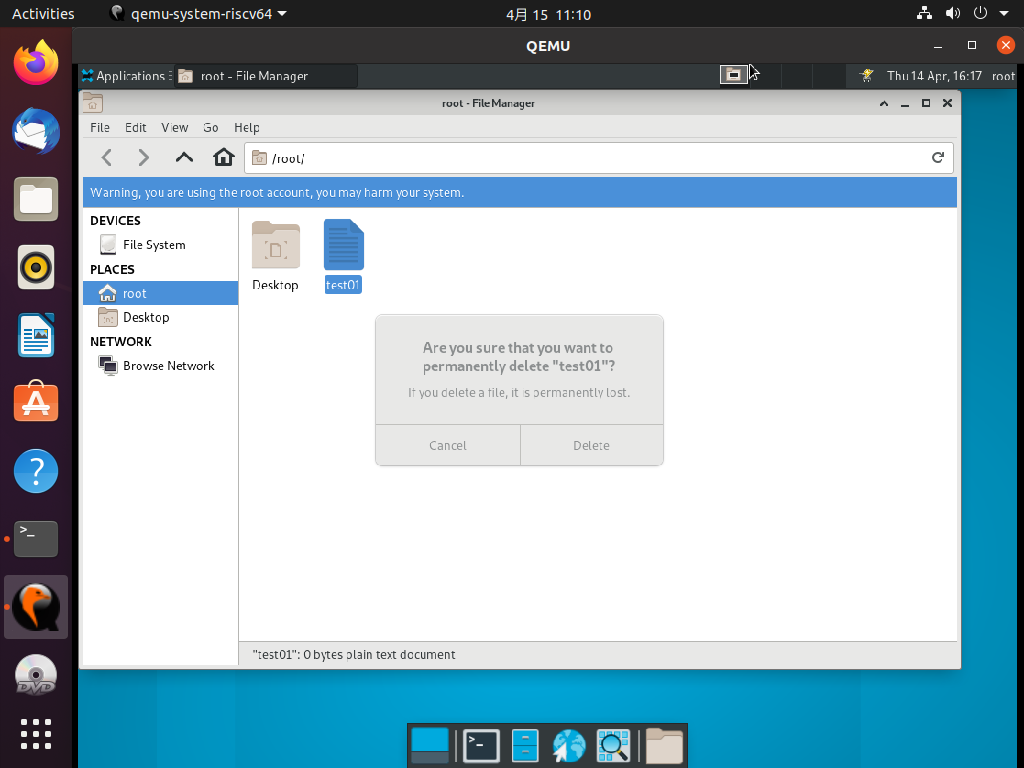 Activities
qemu-system-riscv64
4月 15 11:10
QEMU
Applications
root - File Manager
Thu 14 Apr, 16:17
root
root - File Manager
File Edit View Go Help
/root/
Warning, you are using the root account, you may harm your system.
DEVICES
File System
PLACES
root
Desktop
NETWORK
Browse Network
Desktop
test01
Are you sure that you want to
permanently delete "test01"?
If you delete a file, it is permanently lost.
Cancel
Delete
"test01": 0 bytes plain text document
>_
>_
DVD